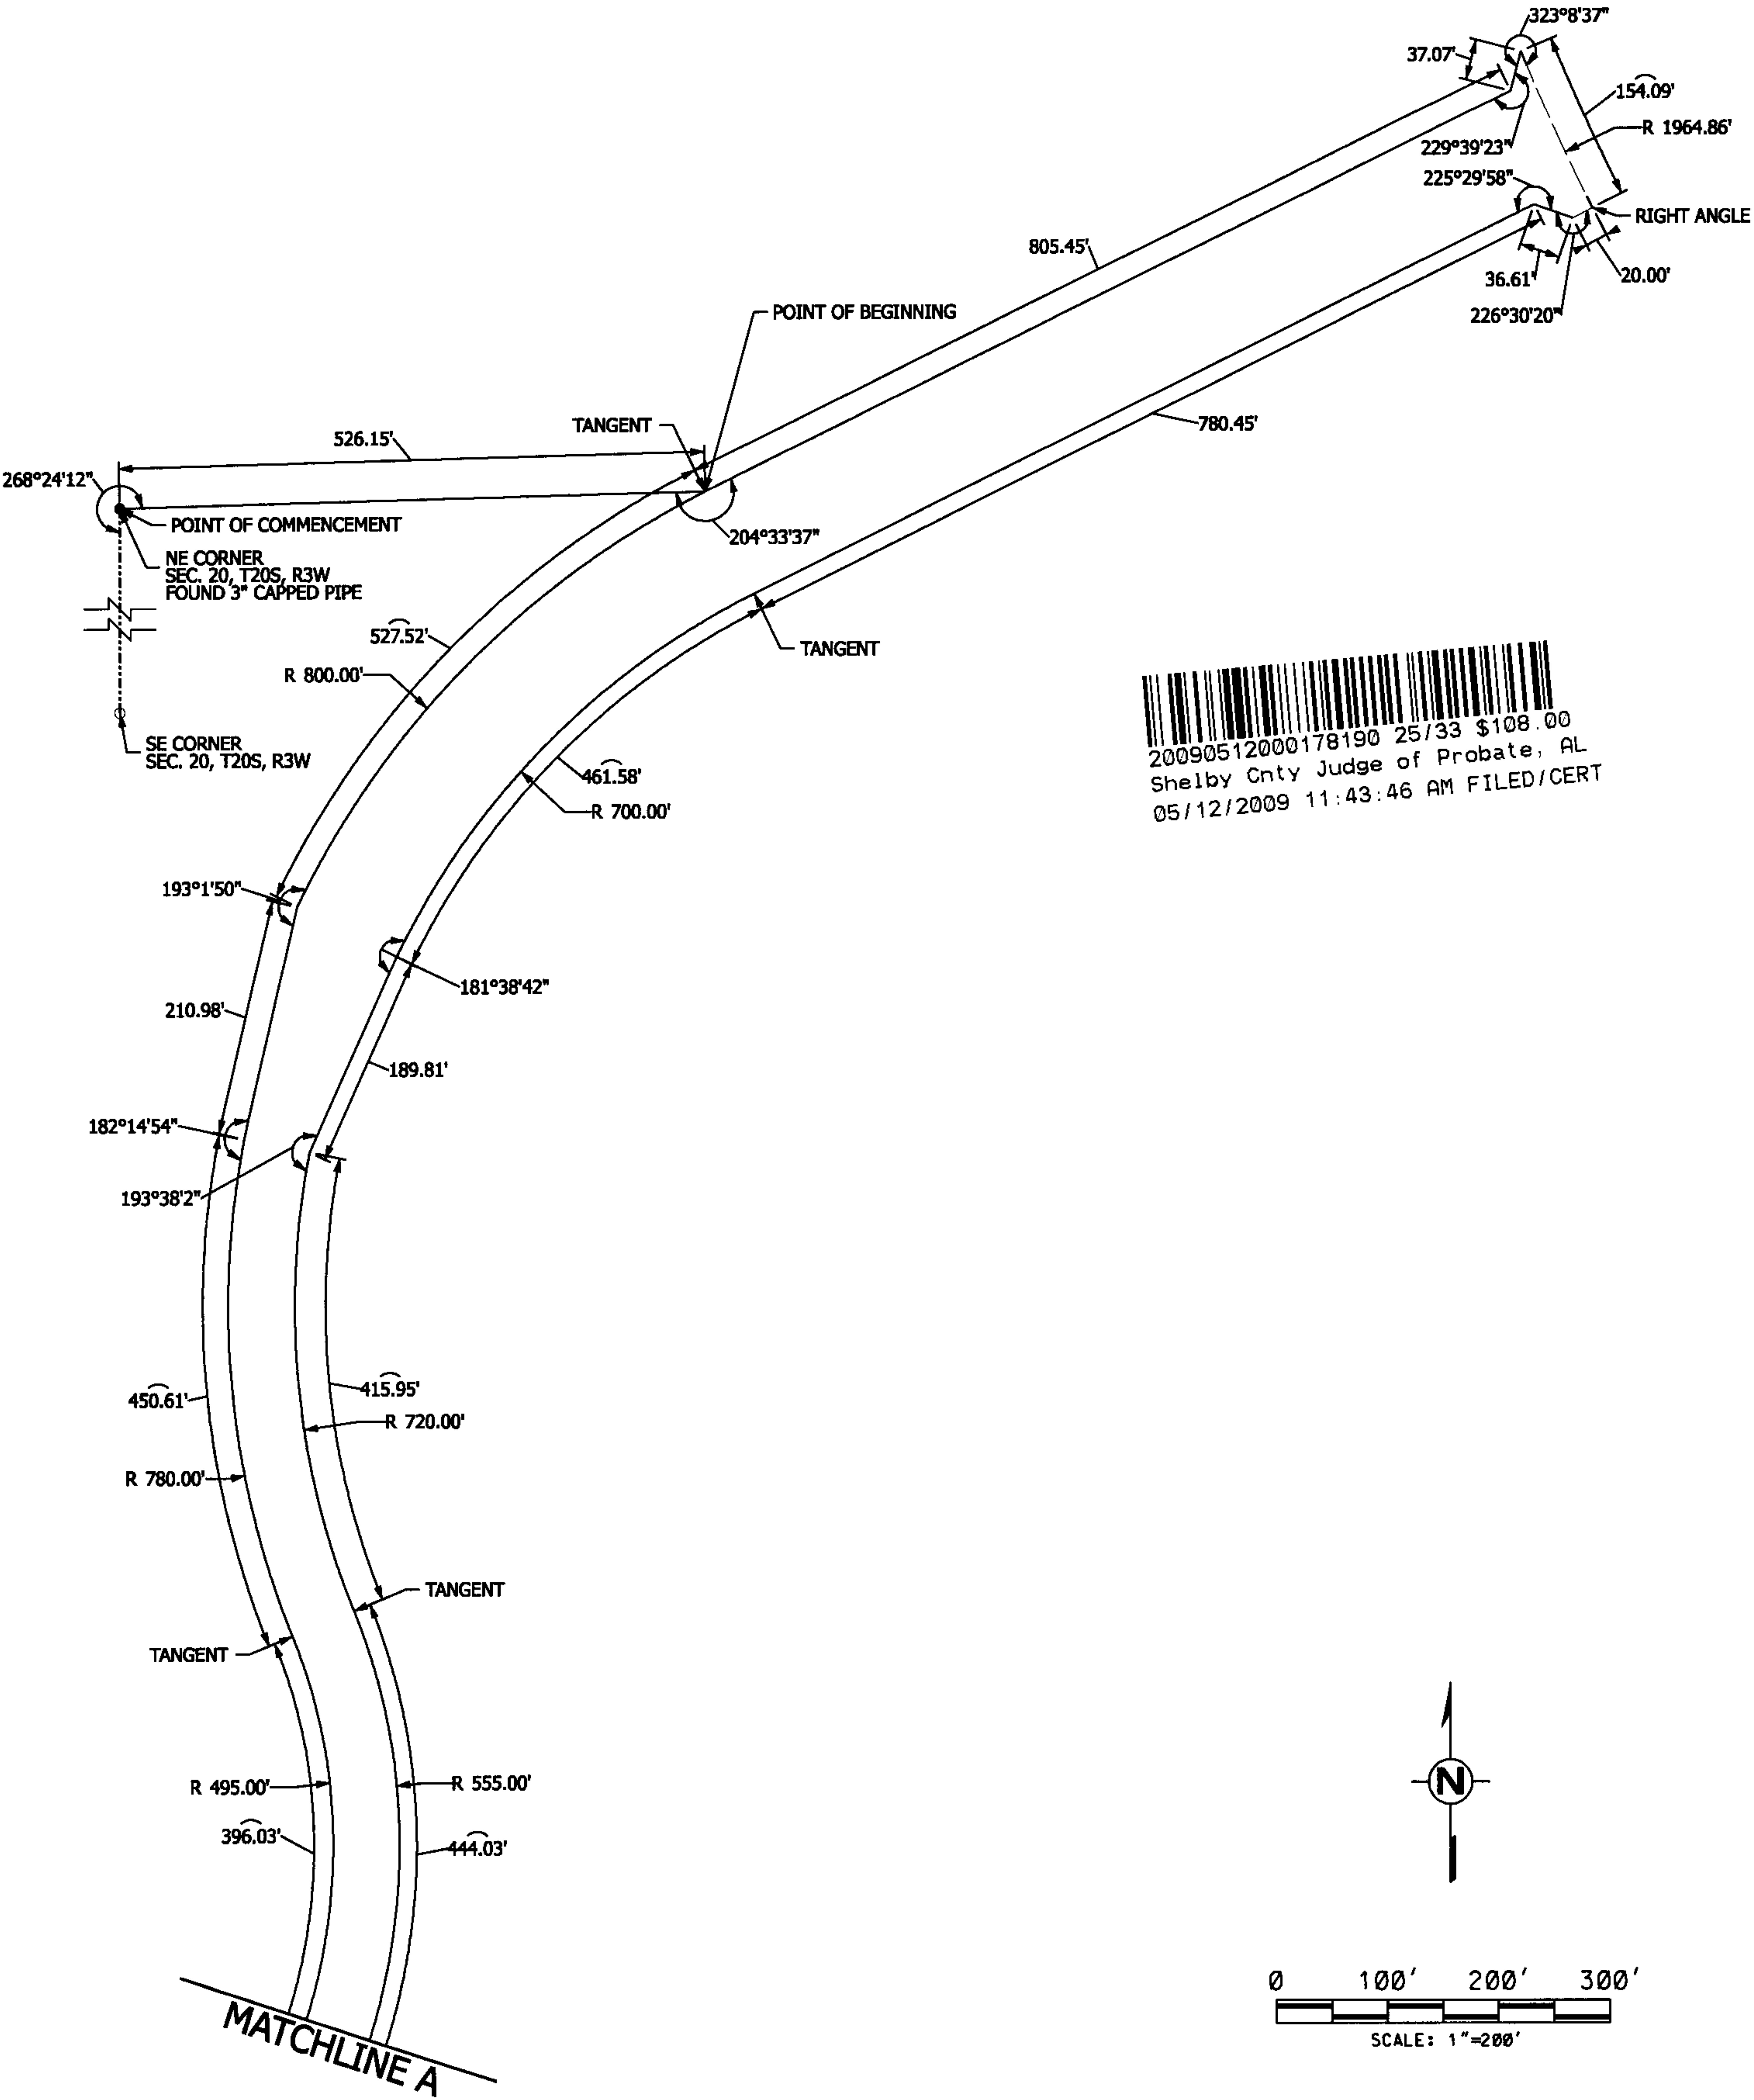 323°8'37"
37.07'
154.09'
R 1964.86'
229°39'23"
225°29'58"
RIGHT ANGLE
805.45'
36.61'
20.00'
226°30'20"
POINT OF BEGINNING
780.45'
TANGENT
526.15'
268°24'12"
POINT OF COMMENCEMENT
204°33'37"
NE CORNER
SEC. 20, T20S, R3W
FOUND 3" CAPPED PIPE
527.52'
TANGENT
R 800.00'
SE CORNER
SEC. 20, T20S, R3W
461.58'
R 700.00'
20090512000178190 25/33 $108.00
Shelby Cnty Judge of Probate, AL
05/12/2009 11:43:46 AM FILED/CERT
193°1'50"
181°38'42"
210.98'
189.81'
182°14'54"
193°38'2"
415.95'
450.61'
R 720.00'
R 780.00'
TANGENT
TANGENT
R 495.00'
R 555.00'
396.03'
444.03'
N
MATCHLINE A
0 100' 200' 300'
SCALE: 1"=200'